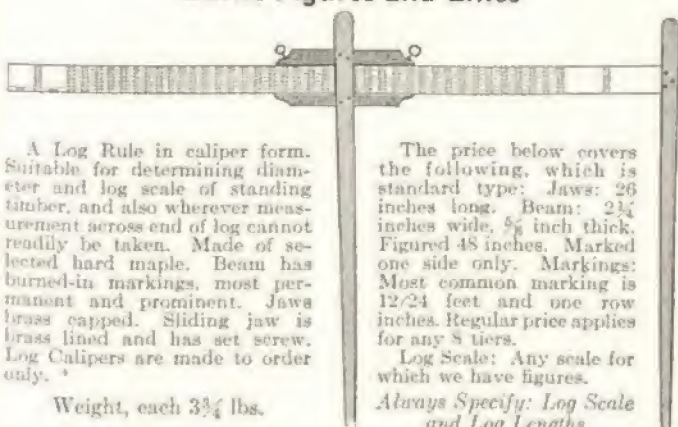 A Log Rule in caliper form.
Suitable for determining diam-
eter and log scale of standing
timber, and also wherever meas-
urement across end of log cannot
readily be taken. Made of se-
lected hard maple. Beam has
burned-in markings, most per-
manent and prominent. Jaws
brass capped. Sliding jaw is
brass lined and has set screw.
Log Calipers are made to order
only.
Weight, each 3¾ lbs.
The price below covers
the following, which is
standard type: Jaws: 26
inches long. Beam: 2¾
inches wide, ⅝ inch thick.
Figured 48 inches. Marked
one side only. Markings:
Most common marking is
12/24 feet and one row
inches. Regular price applies
for any 8 tiers.
Log Scale: Any scale for
which we have figures.
Always Specify: Log Scale
and Log Lengths